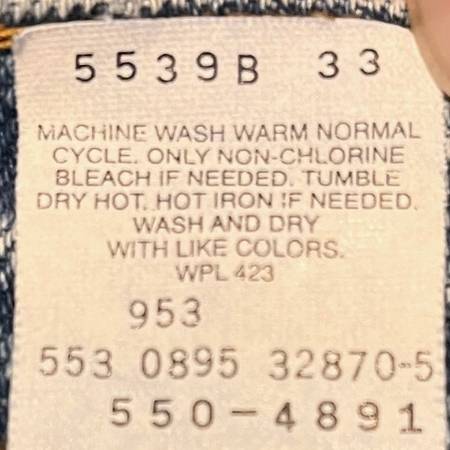 5539B 33
MACHINE WASH WARM NORMAL
CYCLE. ONLY NON-CHLORINE
BLEACH IF NEEDED. TUMBLE
DRY HOT. HOT IRON IF NEEDED.
WASH AND DRY
WITH LIKE COLORS.
WPL 423
953
553 0895 32870-5
550-4891